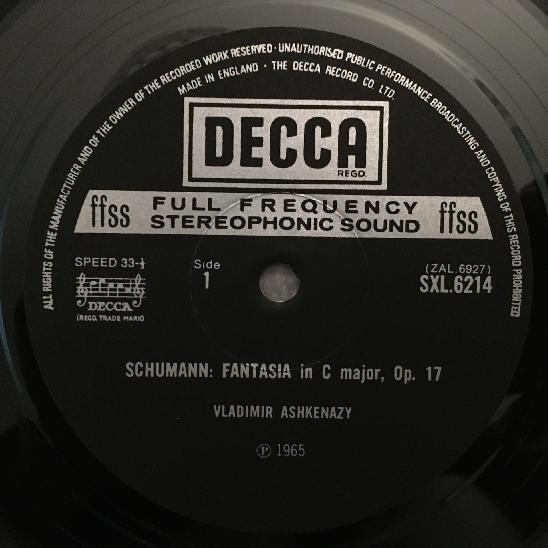 ALL RIGHTS OF THE MANUFACTURER AND OF THE OWNER OF THE RECORDED WORK RESERVED · UNAUTHORISED PUBLIC PERFORMANCE BROADCASTING AND COPYING OF THIS RECORD PROHIBITED
MADE IN ENGLAND · THE DECCA RECORD CO. LTD.
DECCA
REGD.
ffss FULL FREQUENCY ffss
STEREOPHONIC SOUND
SPEED 33-⅓ Side (ZAL.6927)
1 SXL.6214
DECCA
(REGD. TRADE MARK)
SCHUMANN: FANTASIA in C major, Op. 17
VLADIMIR ASHKENAZY
Ⓟ 1965